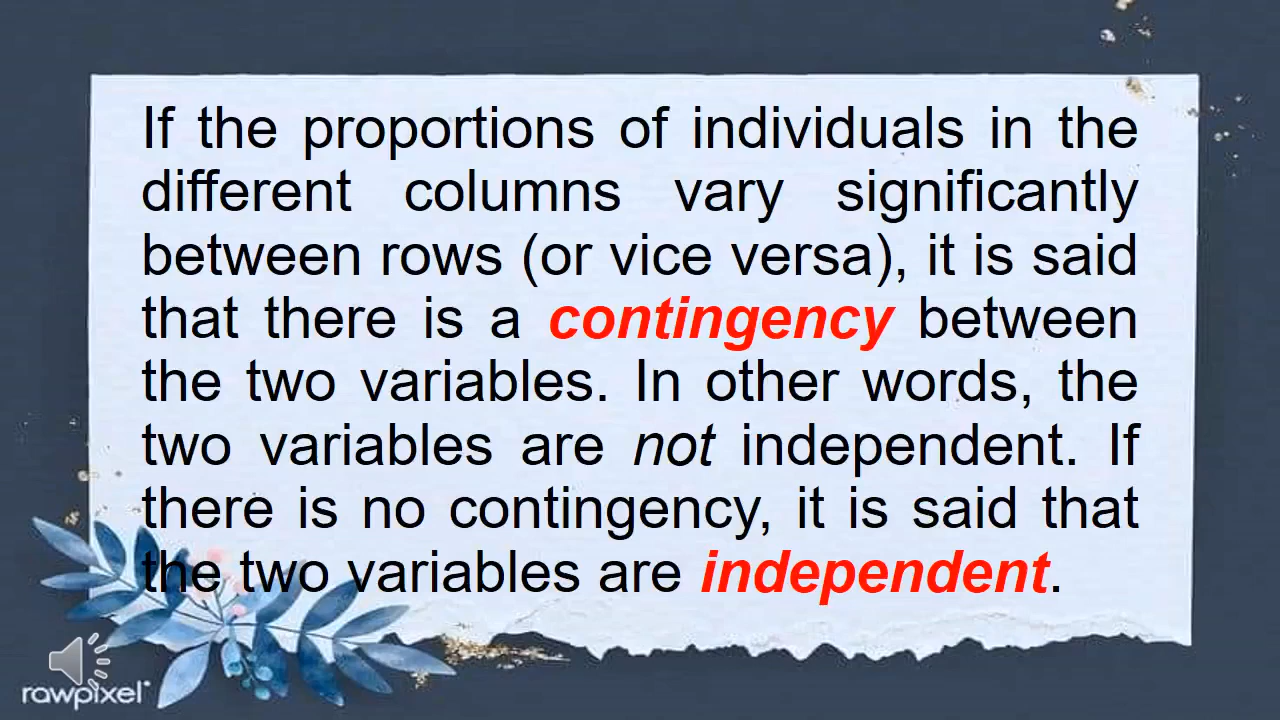 If the proportions of individuals in the
different columns vary significantly
between rows (or vice versa), it is said
that there is a contingency between
the two variables. In other words, the
two variables are not independent. If
there is no contingency, it is said that
the two variables are independent.
rawpixel